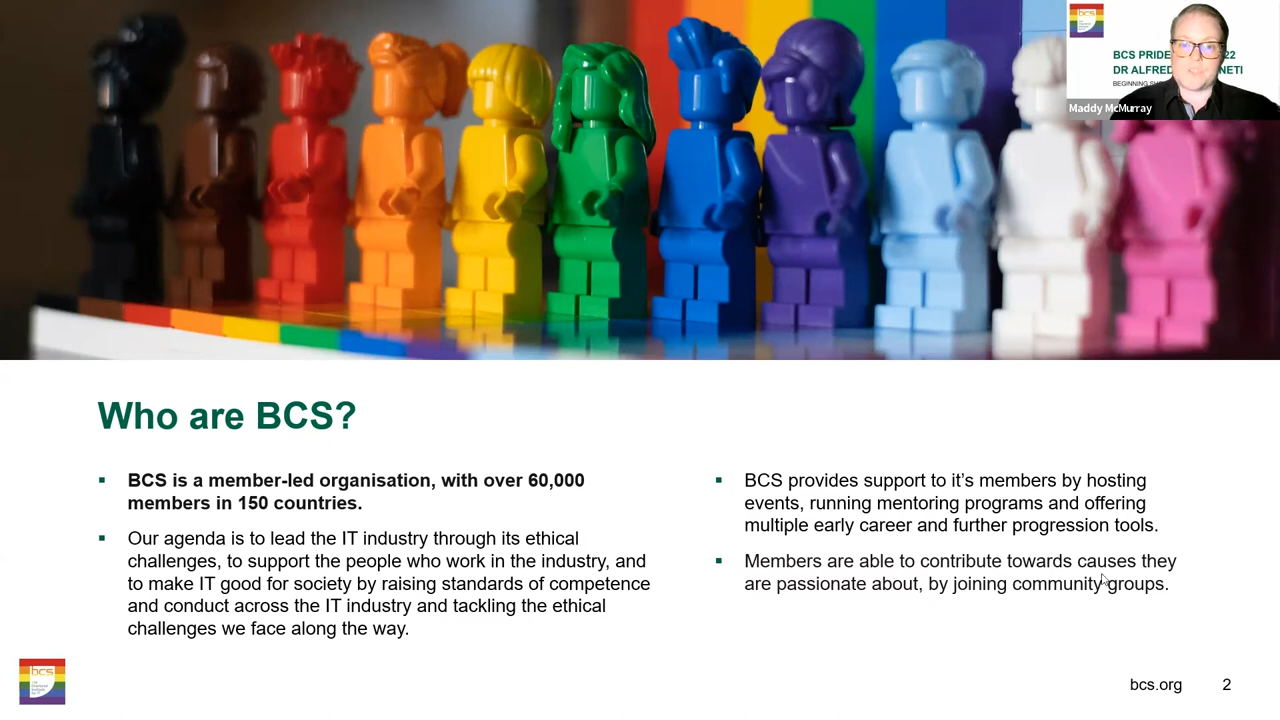 bcs
BCS PRIDE
22
DR ALFRED
NETI
Maddy McMurray
Who are BCS?
BCS is a member-led organisation, with over 60,000
members in 150 countries.
Our agenda is to lead the IT industry through its ethical
challenges, to support the people who work in the industry, and
to make IT good for society by raising standards of competence
and conduct across the IT industry and tackling the ethical
challenges we face along the way.
BCS provides support to it’s members by hosting
events, running mentoring programs and offering
multiple early career and further progression tools.
Members are able to contribute towards causes they
are passionate about, by joining community groups.
bcs
bcs.org
2